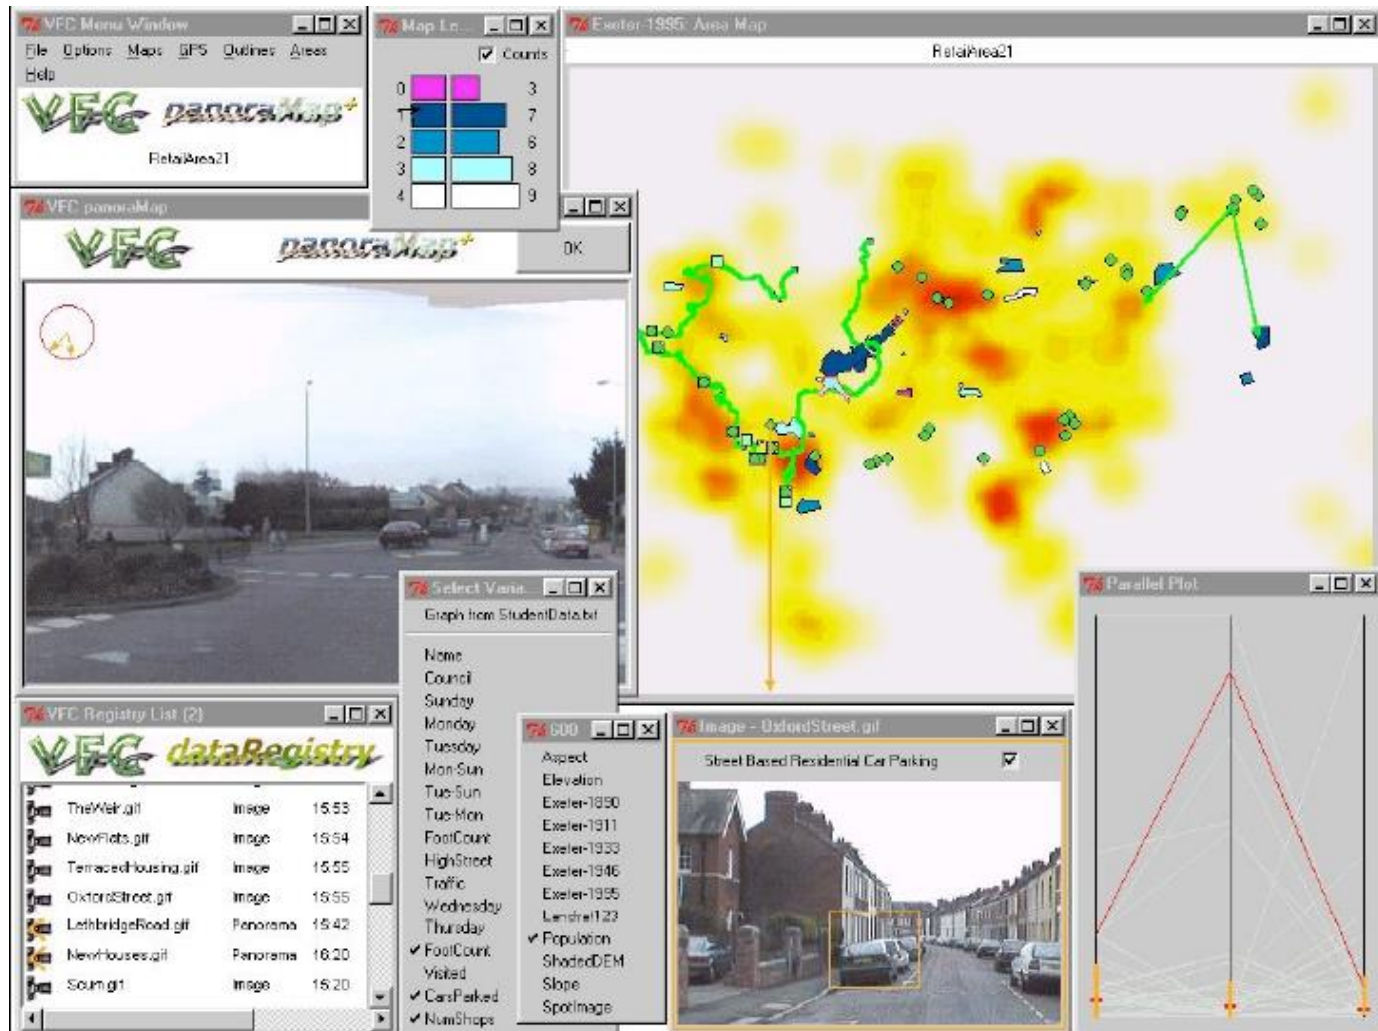 VFC Menu Window
File Options Maps GPS Outlines Areas
Help
VFC panoraMap+
RetailArea21
Map Le...
Counts
0 3
1 7
2 6
3 8
4 9
Exeter-1995: Area Map
RetailArea21
VFC panoraMap
VFC panoraMap+
OK
Select Varia...
Graph from StudentData.txt
Name
Council
Sunday
Monday
Tuesday
Mon-Sun
Tue-Sun
Tue-Mon
FootCount
HighStreet
Traffic
Wednesday
Thursday
FootCount
Visited
CarsParked
NumShops
VFC Registry List (2)
VFC dataRegistry
TheWeir.gif Image 15:53
NewFlats.gif Image 15:54
TerracedHousing.gif Image 15:55
OxfordStreet.gif Image 15:55
LethbridgeRoad.gif Panorama 15:42
NewHouses.gif Panorama 16:20
Scum.gif Image 15:20
Aspect
Elevation
Exeter-1890
Exeter-1911
Exeter-1933
Exeter-1946
Exeter-1995
Landrat123
Population
ShadedDEM
Slope
SpotImage
Image - OxfordStreet.gif
Street Based Residential Car Parking
Parallel Plot